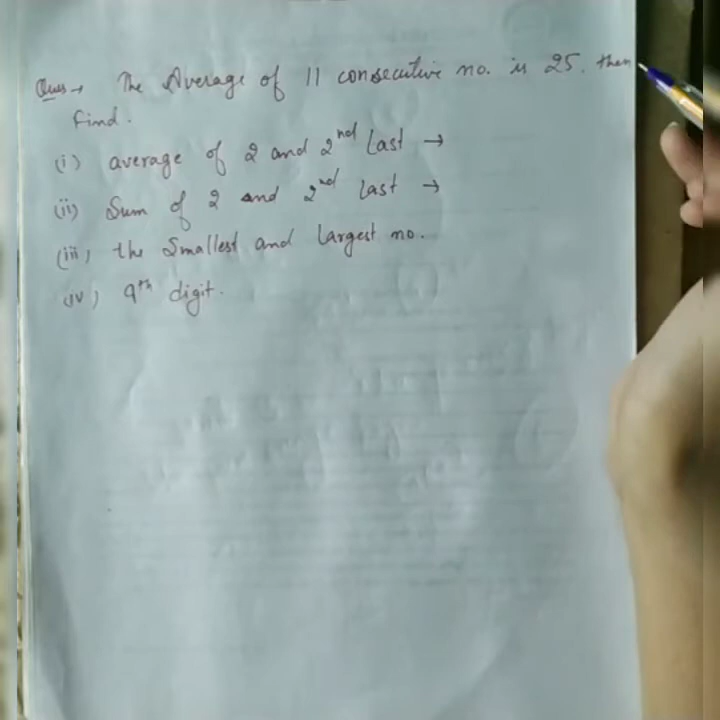 Ques → The Average of 11 consecutive no. is 25. then
find.
(i) average of 2 and 2nd last →
(ii) Sum of 2 and 2nd last →
(iii) the Smallest and largest no.
(iv) 9th digit.